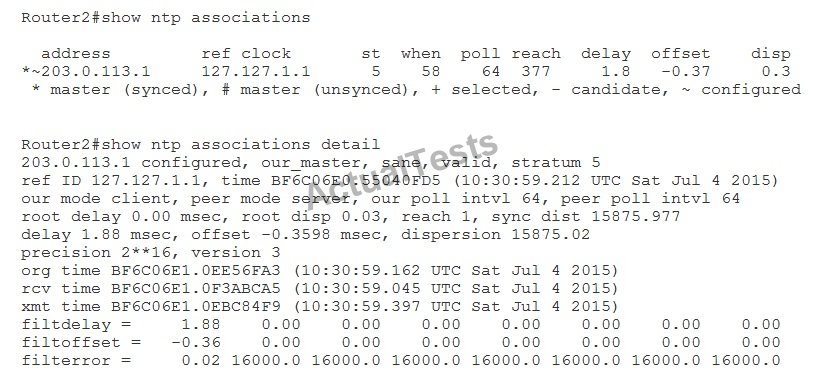 Router2#show ntp associations
address ref clock st when poll reach delay offset disp
*~203.0.113.1 127.127.1.1 5 58 64 377 1.8 -0.37 0.3
* master (synced), # master (unsynced), + selected, - candidate, ~ configured
Router2#show ntp associations detail
203.0.113.1 configured, our_master, sane, valid, stratum 5
ref ID 127.127.1.1, time BF6C06E0.55040FD5 (10:30:59.212 UTC Sat Jul 4 2015)
our mode client, peer mode server, our poll intvl 64, peer poll intvl 64
root delay 0.00 msec, root disp 0.03, reach 1, sync dist 15875.977
delay 1.88 msec, offset -0.3598 msec, dispersion 15875.02
precision 2**16, version 3
org time BF6C06E1.0EE56FA3 (10:30:59.162 UTC Sat Jul 4 2015)
rcv time BF6C06E1.0F3ABCA5 (10:30:59.045 UTC Sat Jul 4 2015)
xmt time BF6C06E1.0EBC84F9 (10:30:59.397 UTC Sat Jul 4 2015)
filtdelay = 1.88 0.00 0.00 0.00 0.00 0.00 0.00 0.00
filtoffset = -0.36 0.00 0.00 0.00 0.00 0.00 0.00 0.00
filterror = 0.02 16000.0 16000.0 16000.0 16000.0 16000.0 16000.0 16000.0
ActualTests